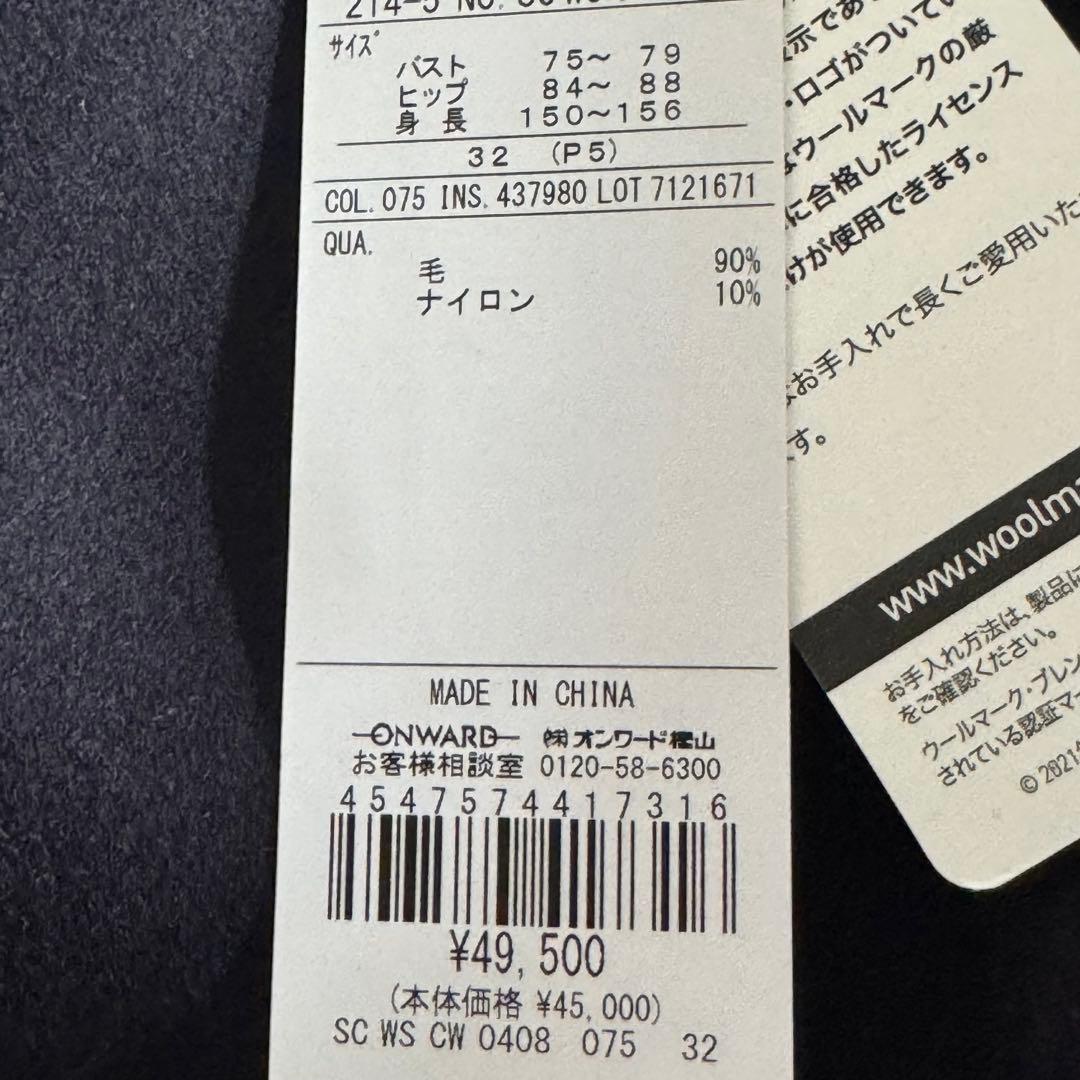 214-5 NO.
サイズ
バスト 75～ 79
ヒップ 84～ 88
身 長 150～156
32 (P5)
COL. 075 INS. 437980 LOT 7121671
QUA.
毛 90%
ナイロン 10%
MADE IN CHINA
ONWARD ㈱オンワード樫山
お客様相談室 0120-58-6300
4547574417316
¥49,500
(本体価格 ¥45,000)
SC WS CW 0408 075 32
示であ
・ロゴがついてい
ウールマークの厳
に合格したライセンス
けが使用できます。
お手入れで長くご愛用いた
す。
www.woolm
お手入れ方法は、製品に
をご確認ください。
ウールマーク・ブレン
されている認証マー
© 2021